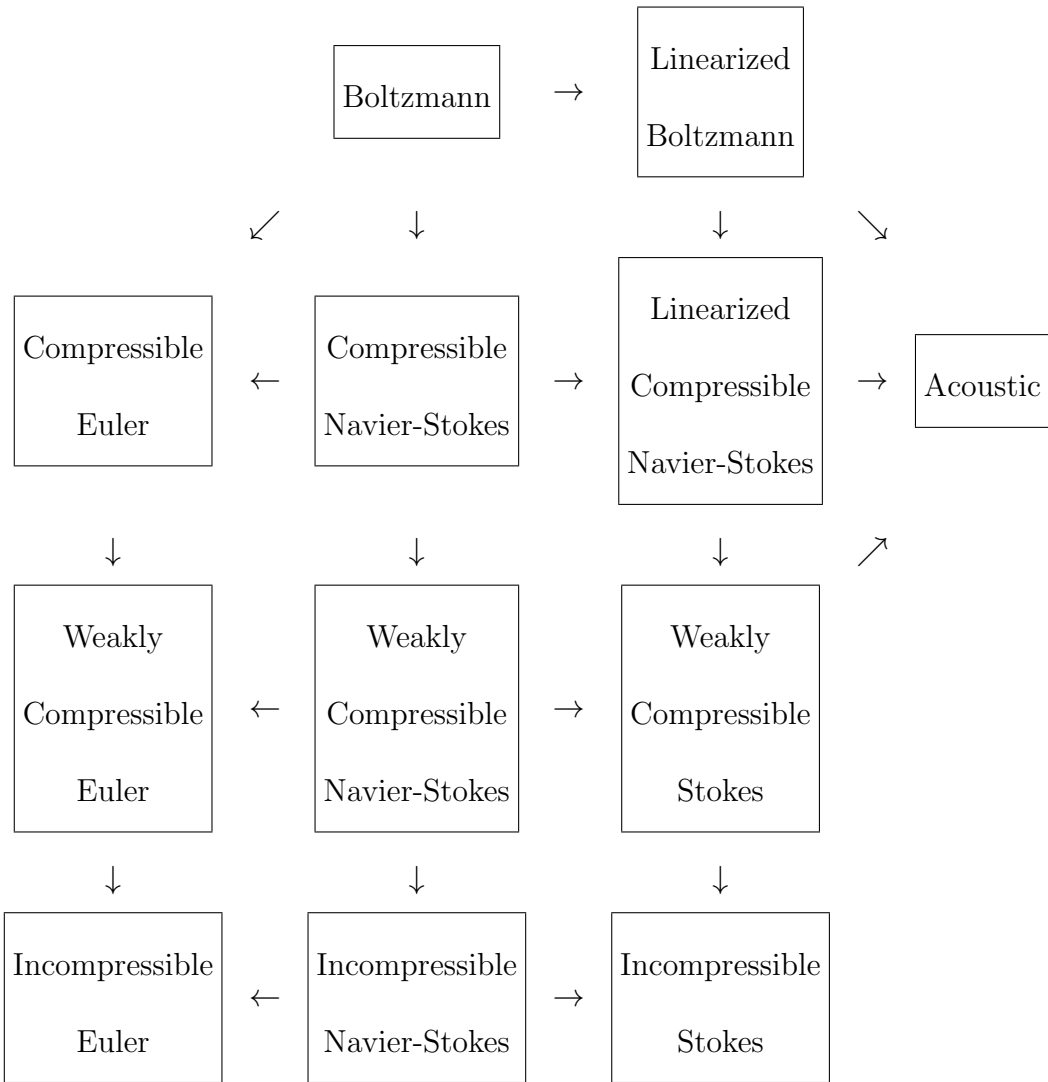 Boltzmann
→
Linearized
Boltzmann
↙
↓
↓
↘
Compressible
Euler
←
Compressible
Navier-Stokes
→
Linearized
Compressible
Navier-Stokes
→
Acoustic
↓
↓
↓
↗
Weakly
Compressible
Euler
←
Weakly
Compressible
Navier-Stokes
→
Weakly
Compressible
Stokes
↓
↓
↓
Incompressible
Euler
←
Incompressible
Navier-Stokes
→
Incompressible
Stokes